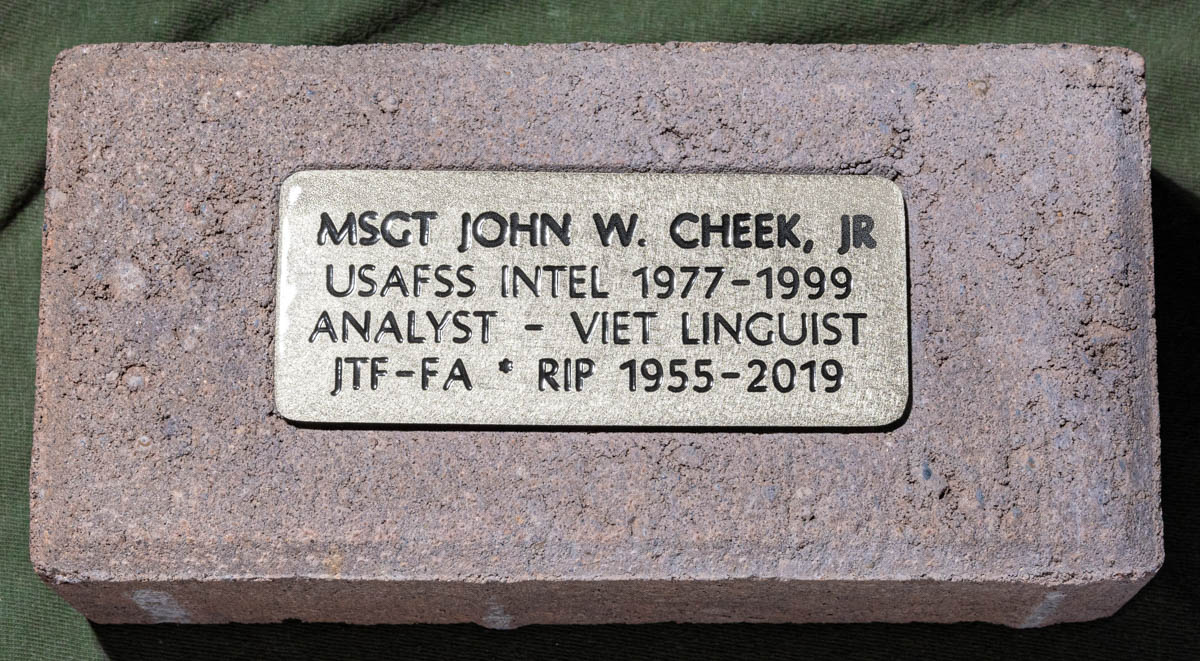 MSGT JOHN W. CHEEK, JR
USAFSS INTEL 1977-1999
ANALYST - VIET LINGUIST
JTF-FA * RIP 1955-2019